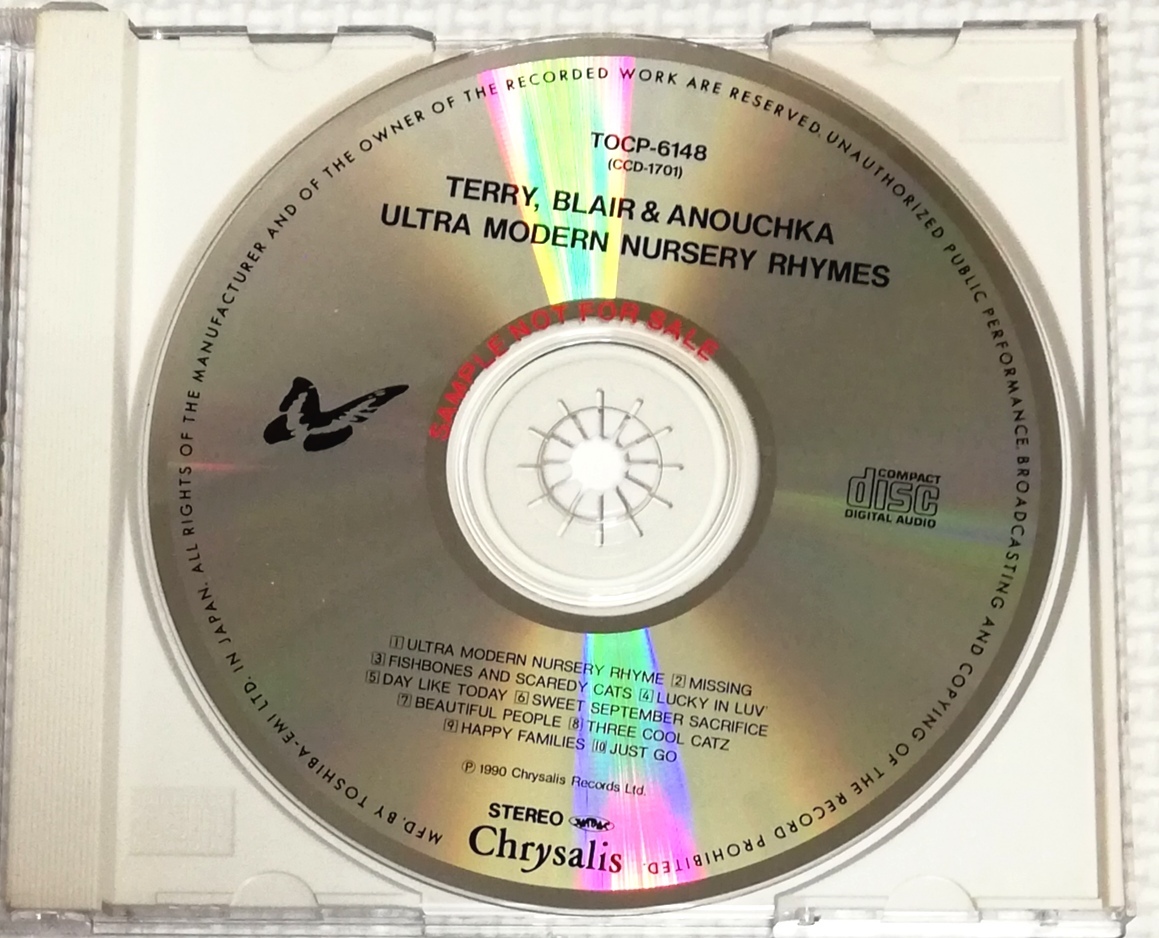 TOCP-6148
(CCD-1701)
TERRY, BLAIR & ANOUCHKA
ULTRA MODERN NURSERY RHYMES
SAMPLE NOT FOR SALE
COMPACT
disc
DIGITAL AUDIO
1 ULTRA MODERN NURSERY RHYME 2 MISSING
3 FISHBONES AND SCAREDY CATS 4 LUCKY IN LUV'
5 DAY LIKE TODAY 6 SWEET SEPTEMBER SACRIFICE
7 BEAUTIFUL PEOPLE 8 THREE COOL CATZ
9 HAPPY FAMILIES 10 JUST GO
℗ 1990 Chrysalis Records Ltd.
STEREO
Chrysalis
MFD. BY TOSHIBA-EMI LTD. IN JAPAN. ALL RIGHTS OF THE MANUFACTURER AND OF THE OWNER OF THE RECORDED WORK ARE RESERVED. UNAUTHORIZED PUBLIC PERFORMANCE. BROADCASTING AND COPYING OF THE RECORD PROHIBITED.